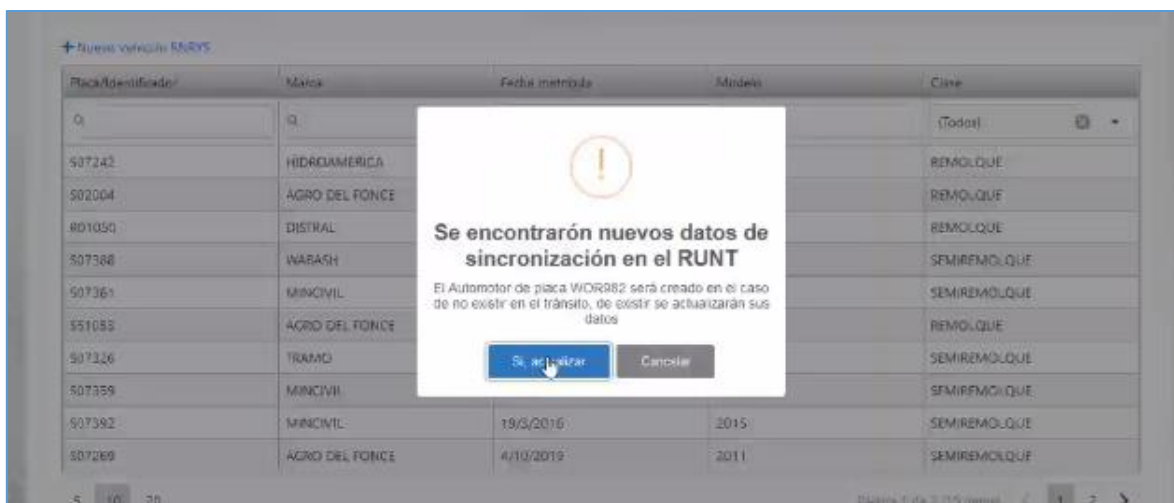 Nuevo vehículo RNRYS
Placa/Identificador Marca Fecha matrícula Modelo Clase
(Todos)
S07242 HIDROAMERICA REMOLQUE
S02004 AGRO DEL FONCE REMOLQUE
R01050 DISTRAL REMOLQUE
S07388 WABASH SEMIREMOLQUE
S07361 MINCIVIL SEMIREMOLQUE
S51053 AGRO DEL FONCE REMOLQUE
S07326 TRAMO SEMIREMOLQUE
S07359 MINCIVIL SEMIREMOLQUE
S07392 MINCIVIL 19/5/2016 2015 SEMIREMOLQUE
S07269 AGRO DEL FONCE 4/10/2019 2011 SEMIREMOLQUE
5 10 20 1 2
Se encontrarón nuevos datos de
sincronización en el RUNT
El Automotor de placa WOR982 será creado en el caso
de no existir en el tránsito, de existir se actualizarán sus
datos
Si, actualizar Cancelar